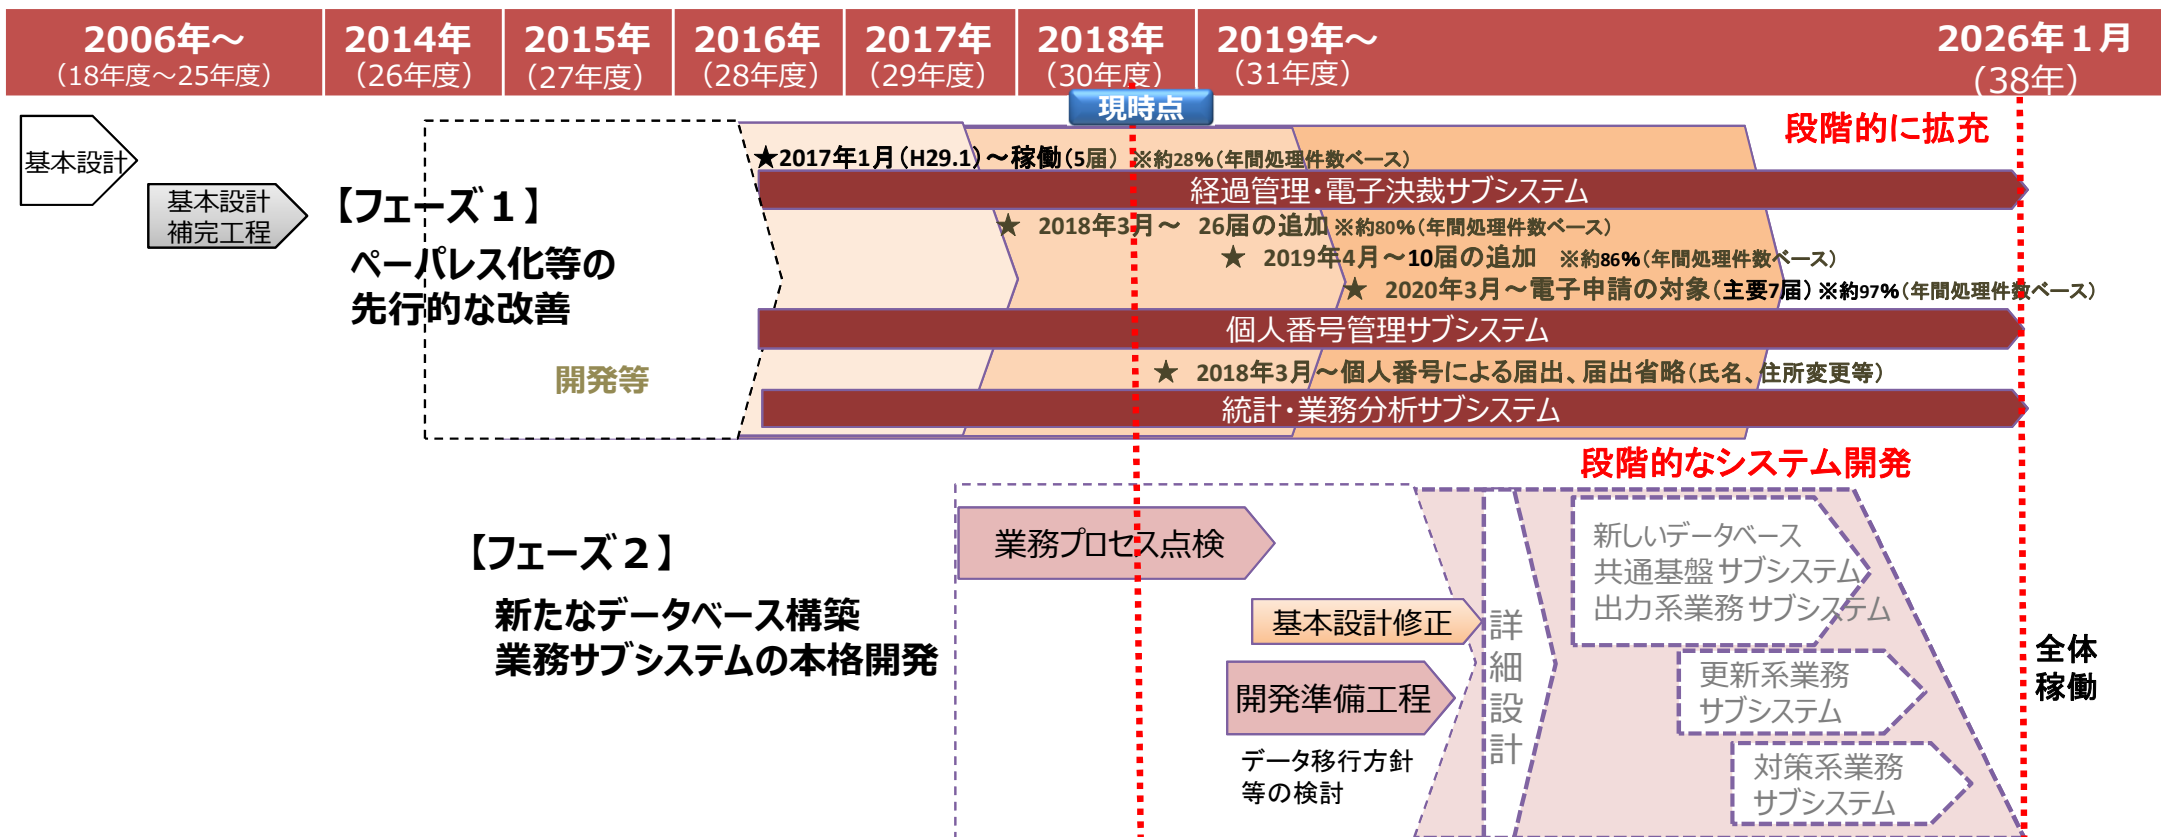 2006年～
（18年度～25年度）
2014年
（26年度）
2015年
（27年度）
2016年
（28年度）
2017年
（29年度）
2018年
（30年度）
2019年～
（31年度）
2026年１月
（38年）
現時点
段階的に拡充
基本設計
基本設計
補完工程
【フェーズ１】
ペーパレス化等の
先行的な改善
開発等
★2017年1月（H29.1）～稼働（5届） ※約28%（年間処理件数ベース）
経過管理・電子決裁サブシステム
★ 2018年3月～ 26届の追加 ※約80%（年間処理件数ベース）
★ 2019年4月～10届の追加 ※約86%（年間処理件数ベース）
★ 2020年3月～電子申請の対象（主要7届）※約97%（年間処理件数ベース）
個人番号管理サブシステム
★ 2018年3月～個人番号による届出、届出省略（氏名、住所変更等）
統計・業務分析サブシステム
段階的なシステム開発
【フェーズ２】
新たなデータベース構築
業務サブシステムの本格開発
業務プロセス点検
基本設計修正
開発準備工程
データ移行方針
等の検討
詳細設計
新しいデータベース
共通基盤サブシステム
出力系業務サブシステム
更新系業務
サブシステム
対策系業務
サブシステム
全体
稼働